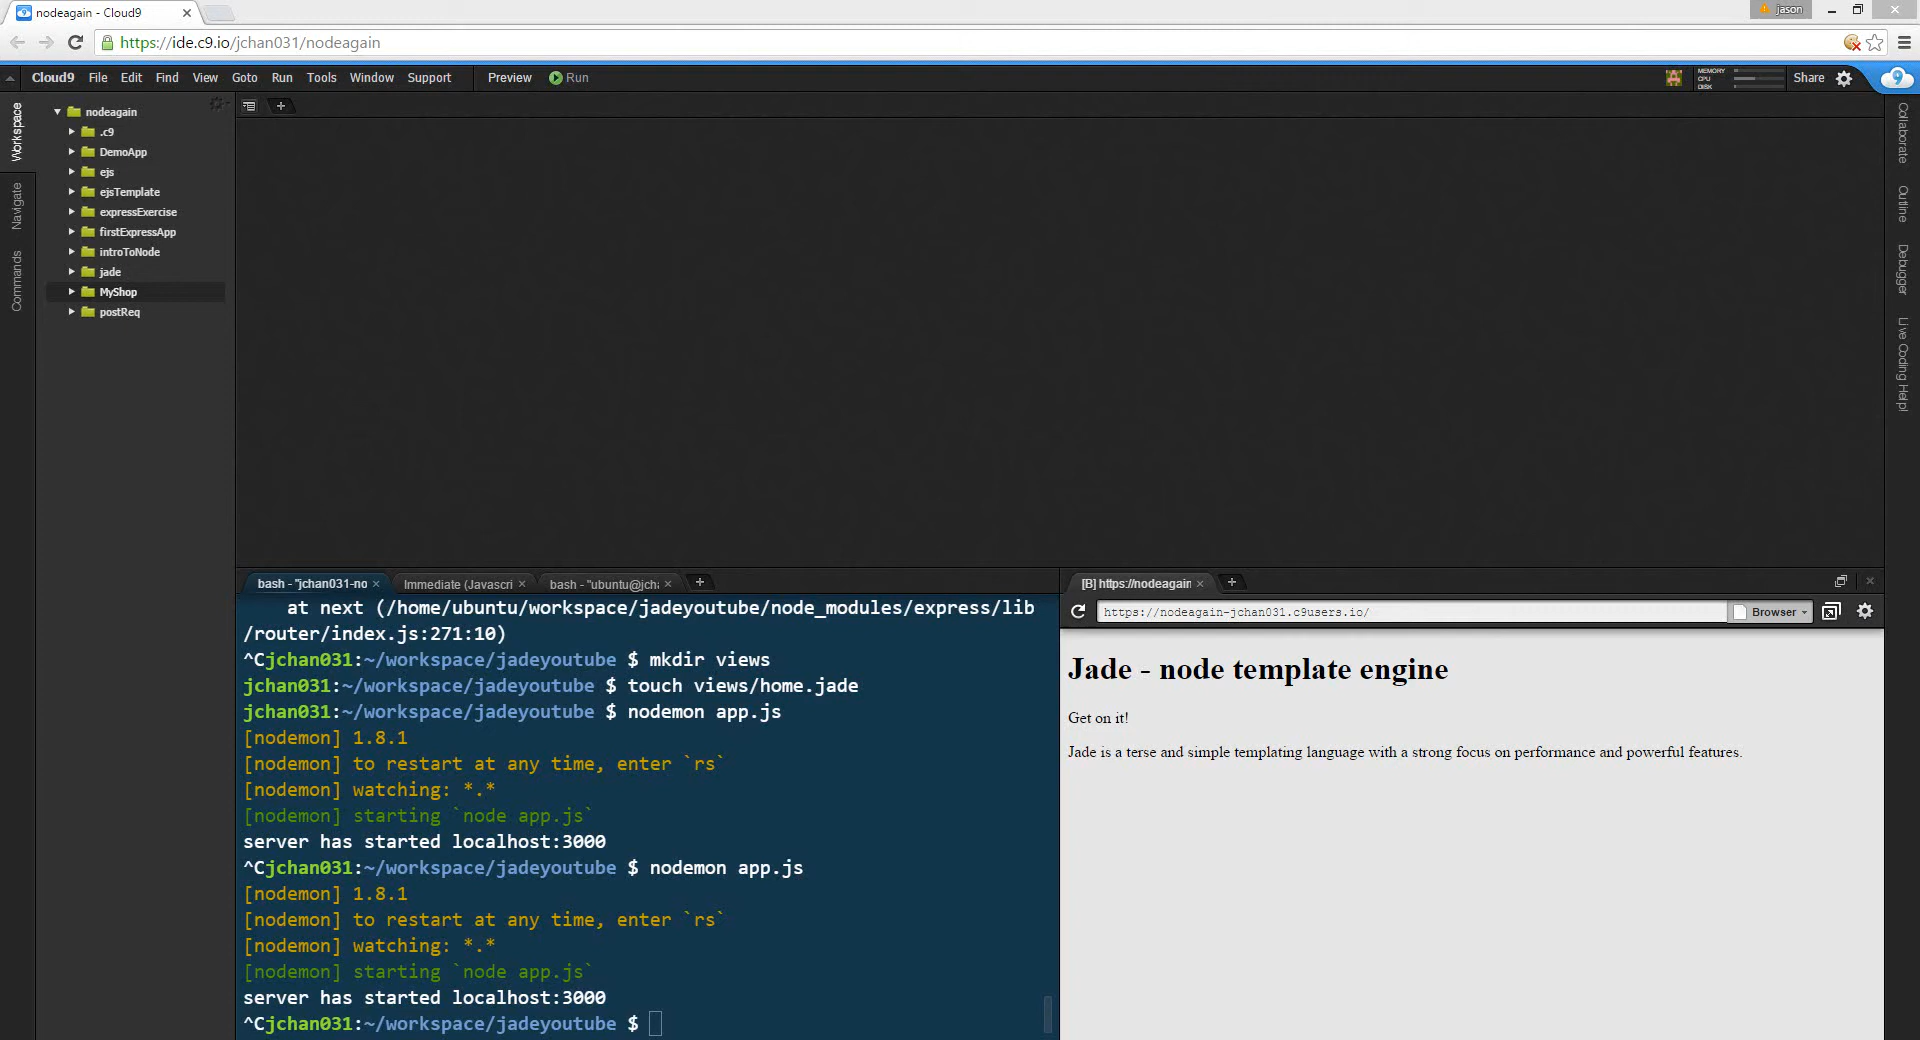 nodeagain - Cloud9
jason
https://ide.c9.io/jchan031/nodeagain
Cloud9 File Edit Find View Goto Run Tools Window Support Preview Run
MEMORY
CPU
DISK
Share
Workspace
Navigate
Commands
nodeagain
.c9
DemoApp
ejs
ejsTemplate
expressExercise
firstExpressApp
introToNode
jade
MyShop
postReq
Collaborate
Outline
Debugger
Live Coding Help!
bash - "jchan031-no
Immediate (Javascri
bash - "ubuntu@jch
at next (/home/ubuntu/workspace/jadeyoutube/node_modules/express/lib
/router/index.js:271:10)
^Cjchan031:~/workspace/jadeyoutube $ mkdir views
jchan031:~/workspace/jadeyoutube $ touch views/home.jade
jchan031:~/workspace/jadeyoutube $ nodemon app.js
[nodemon] 1.8.1
[nodemon] to restart at any time, enter `rs`
[nodemon] watching: *.*
[nodemon] starting `node app.js`
server has started localhost:3000
^Cjchan031:~/workspace/jadeyoutube $ nodemon app.js
[nodemon] 1.8.1
[nodemon] to restart at any time, enter `rs`
[nodemon] watching: *.*
[nodemon] starting `node app.js`
server has started localhost:3000
^Cjchan031:~/workspace/jadeyoutube $
[B] https://nodeagain
https://nodeagain-jchan031.c9users.io/
Browser
Jade - node template engine
Get on it!
Jade is a terse and simple templating language with a strong focus on performance and powerful features.